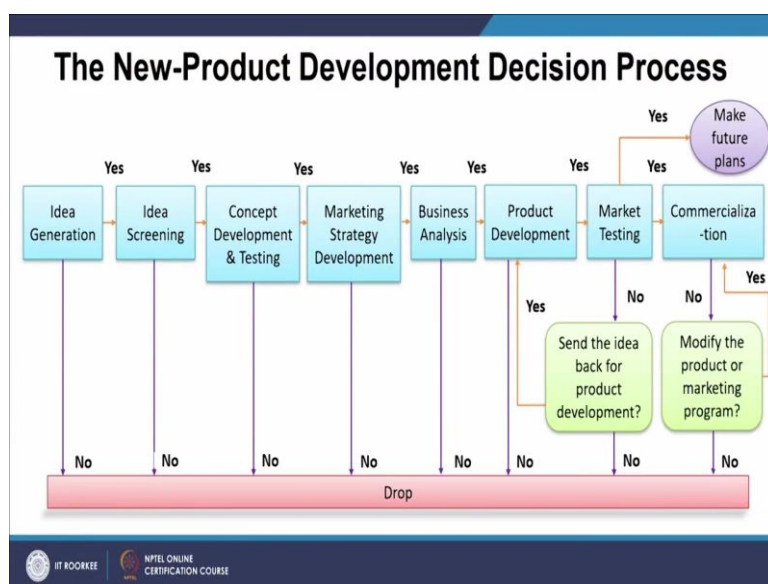 The New-Product Development Decision Process
Yes
Make
future
plans
Yes
Yes
Yes
Yes
Yes
Yes
Yes
Idea
Generation
Idea
Screening
Concept
Development
& Testing
Marketing
Strategy
Development
Business
Analysis
Product
Development
Market
Testing
Commercializa
-tion
Yes
No
No
Yes
Send the idea
back for
product
development?
Modify the
product or
marketing
program?
No
No
No
No
No
No
No
No
Drop
IIT ROORKEE
NPTEL ONLINE
CERTIFICATION COURSE